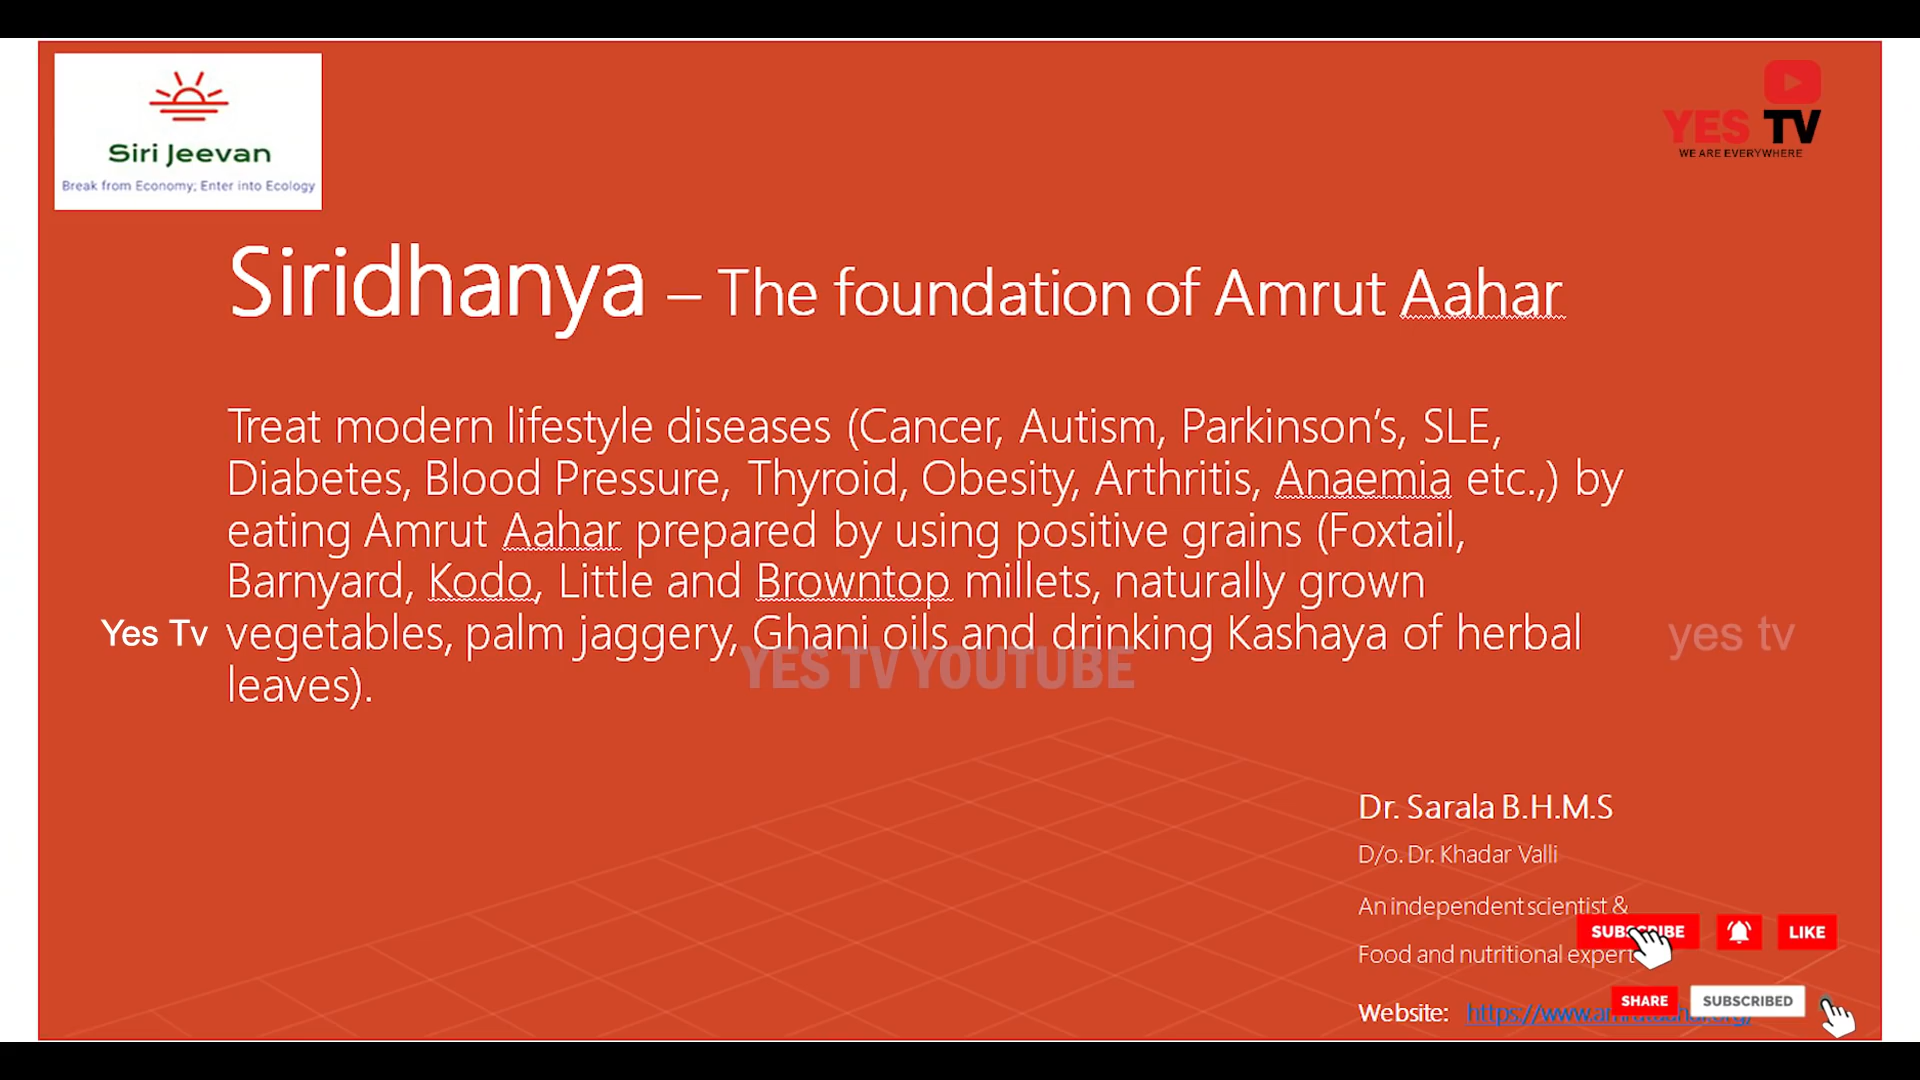 Siri Jeevan
Break from Economy; Enter into Ecology
YES TV
WE ARE EVERYWHERE
Siridhanya – The foundation of Amrut Aahar
Treat modern lifestyle diseases (Cancer, Autism, Parkinson’s, SLE,
Diabetes, Blood Pressure, Thyroid, Obesity, Arthritis, Anaemia etc.,) by
eating Amrut Aahar prepared by using positive grains (Foxtail,
Barnyard, Kodo, Little and Browntop millets, naturally grown
vegetables, palm jaggery, Ghani oils and drinking Kashaya of herbal
leaves).
Yes Tv
yes tv
YES TV YOUTUBE
Dr. Sarala B.H.M.S
D/o. Dr. Khadar Valli
An independent scientist &
Food and nutritional expert
SUBSCRIBE
LIKE
Website:
SHARE
SUBSCRIBED